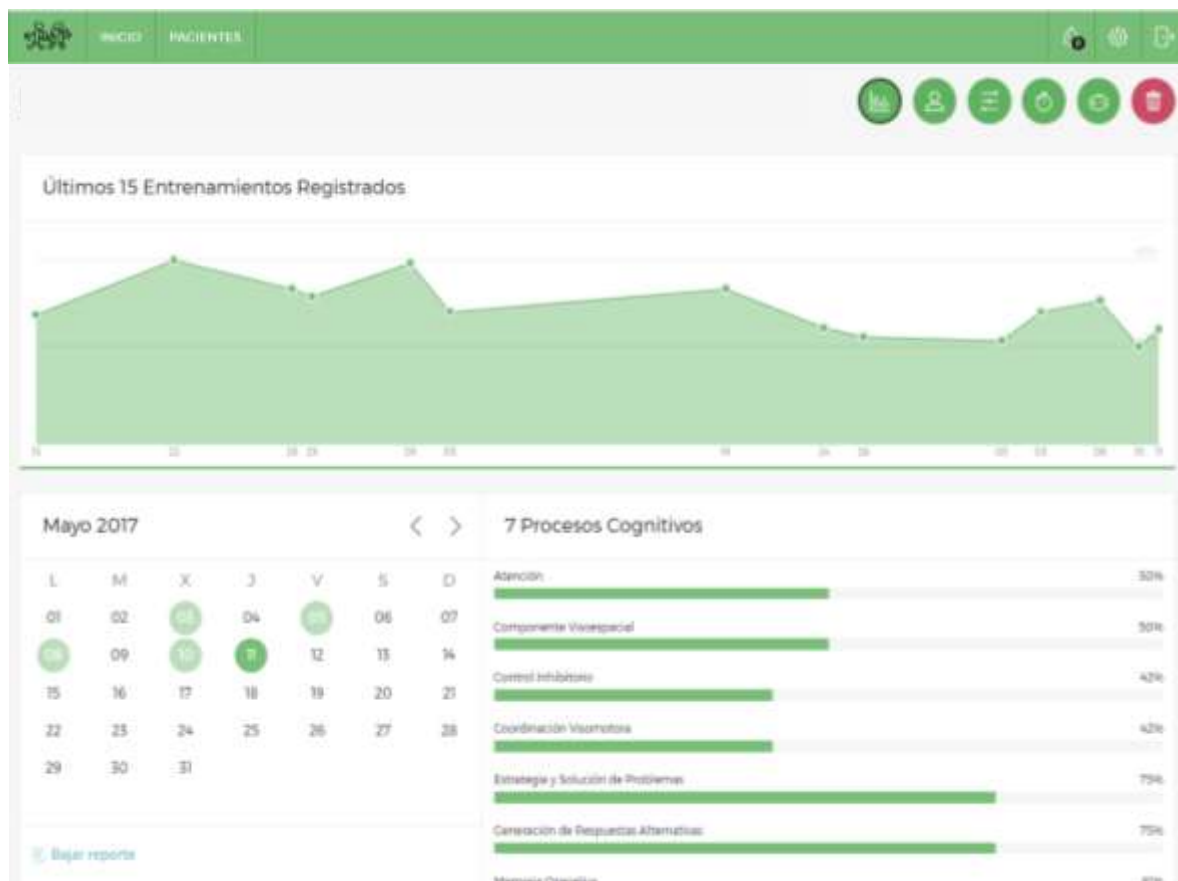 INICIO PACIENTES
Últimos 15 Entrenamientos Registrados
22
19
Mayo 2017
L M X J V S D
01 02 03 04 05 06 07
08 09 10 11 12 13 14
15 16 17 18 19 20 21
22 23 24 25 26 27 28
29 30 31
Bajar reporte
7 Procesos Cognitivos
Atención 50%
Componente Visoespacial 50%
Control Inhibitorio 42%
Coordinación Visomotora 42%
Estrategia y Solución de Problemas 75%
Generación de Respuestas Alternativas 75%